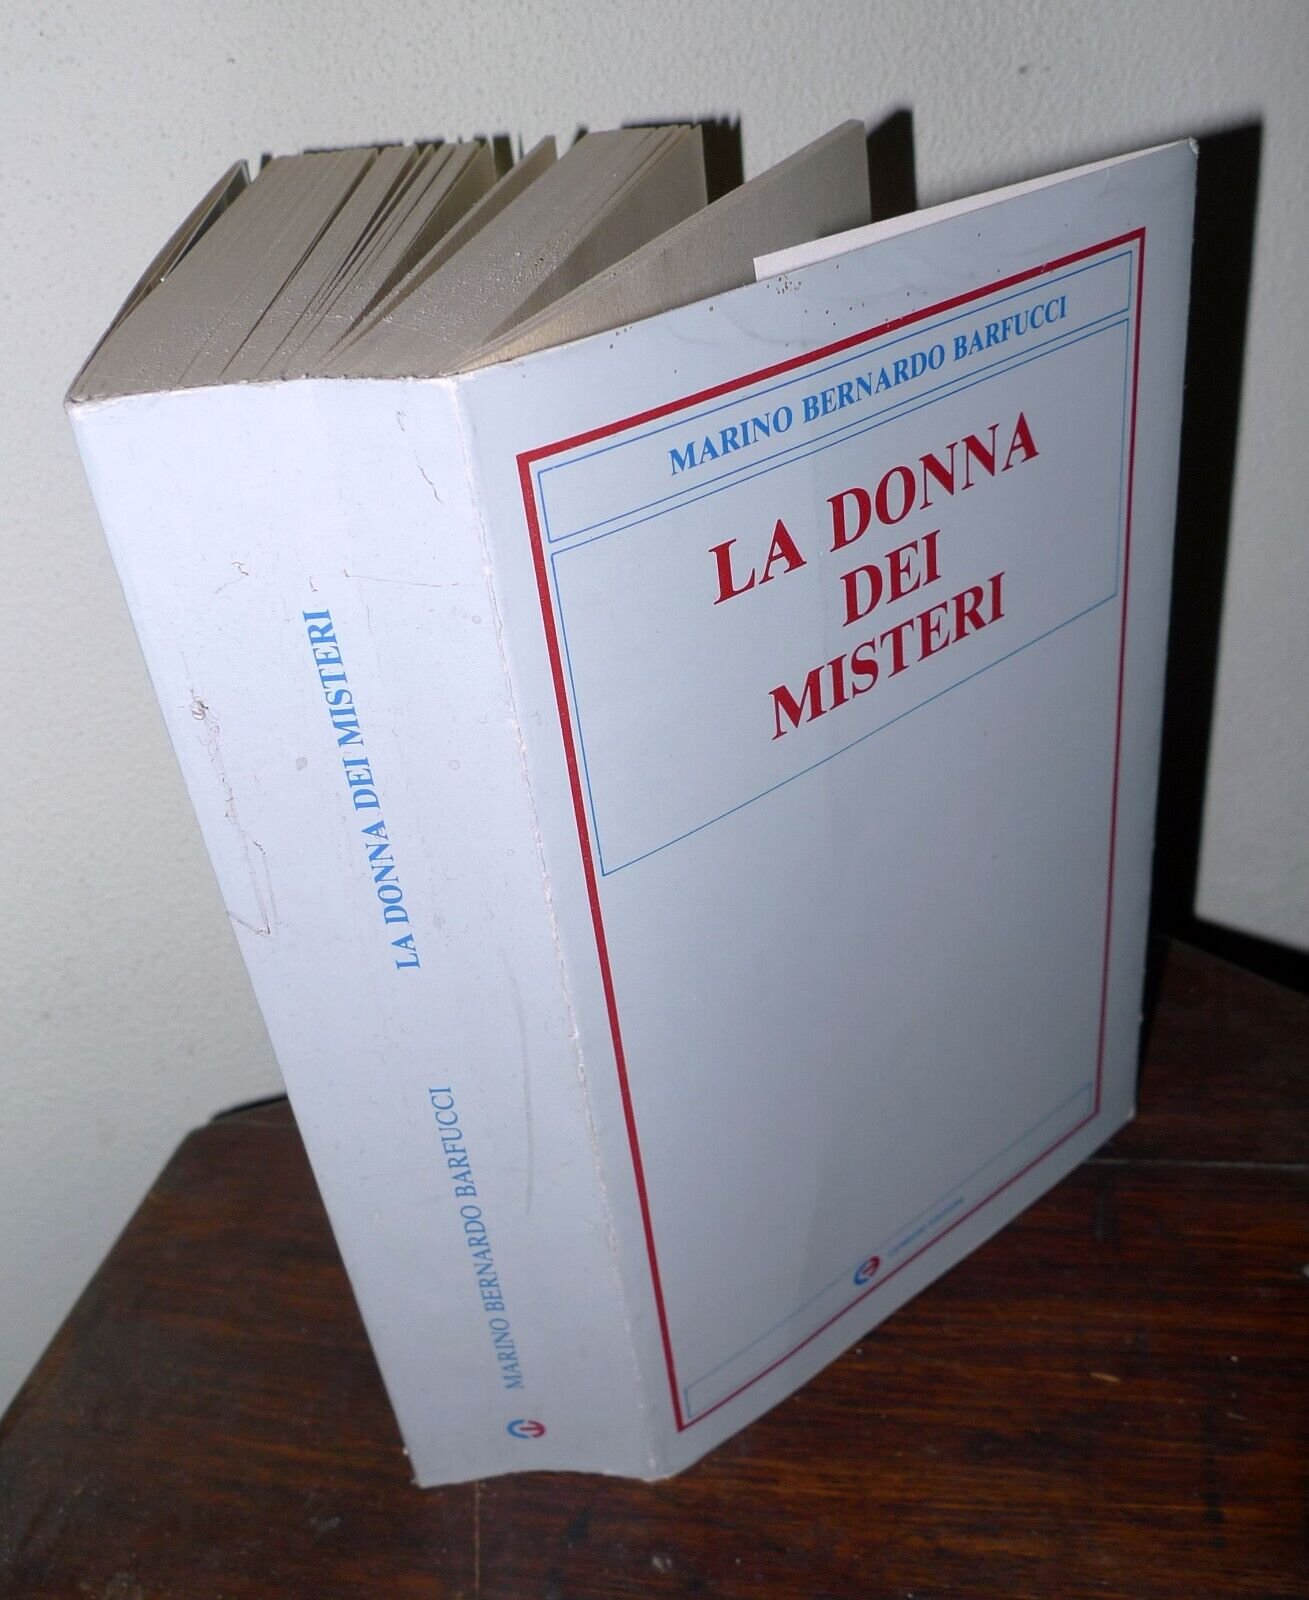 MARINO BERNARDO BARFUCCI
LA DONNA
DEI
MISTERI
MARINO BERNARDO BARFUCCI
LA DONNA DEI MISTERI